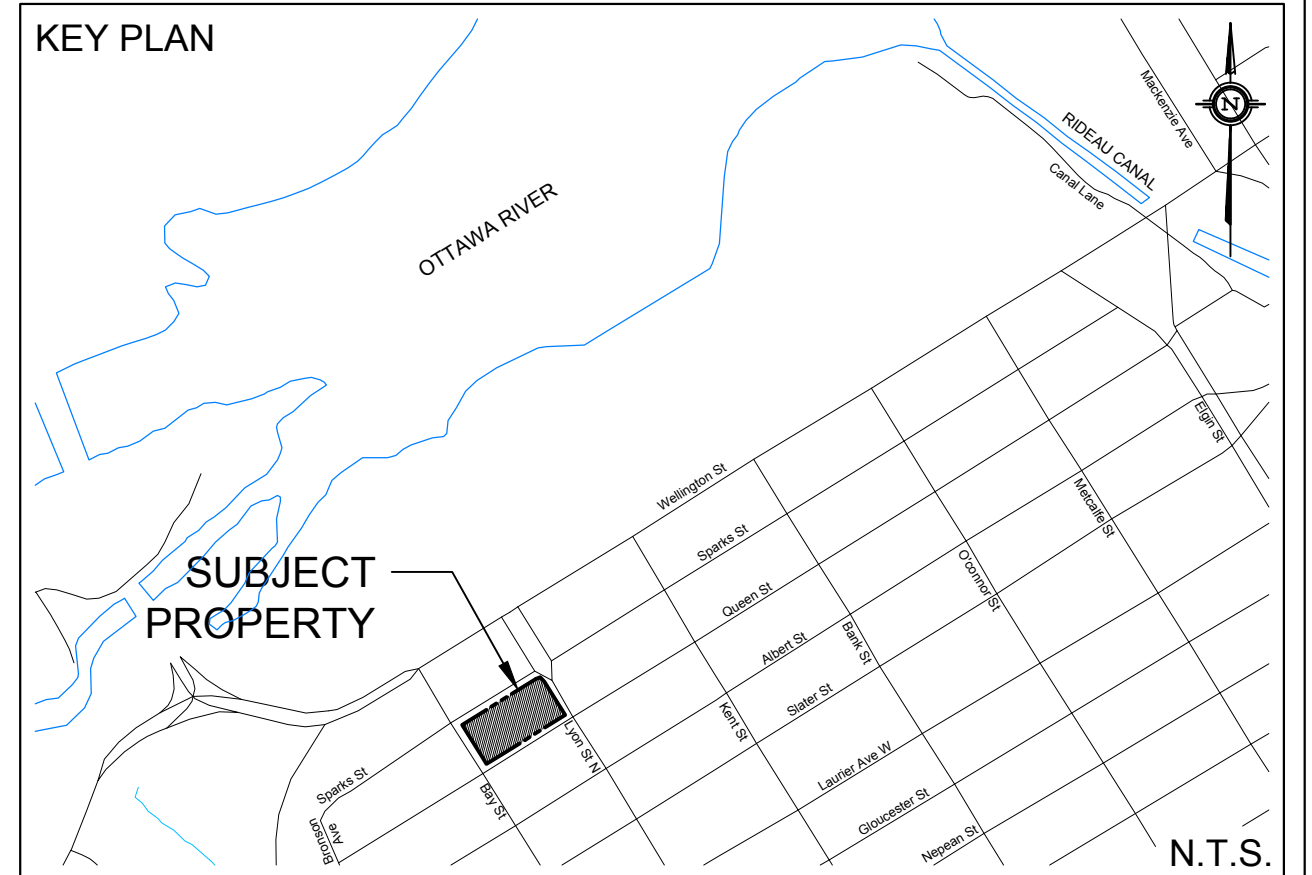 KEY PLAN
Mackenzie Ave
N
RIDEAU CANAL
Canal Lane
OTTAWA RIVER
Elgin St
Wellington St
Metcalfe St
Sparks St
O'connor St
SUBJECT
PROPERTY
Queen St
Bank St
Albert St
Slater St
Kent St
Lyon St N
Laurier Ave W
Sparks St
Bay St
Gloucester St
Bronson
Ave
Nepean St
N.T.S.